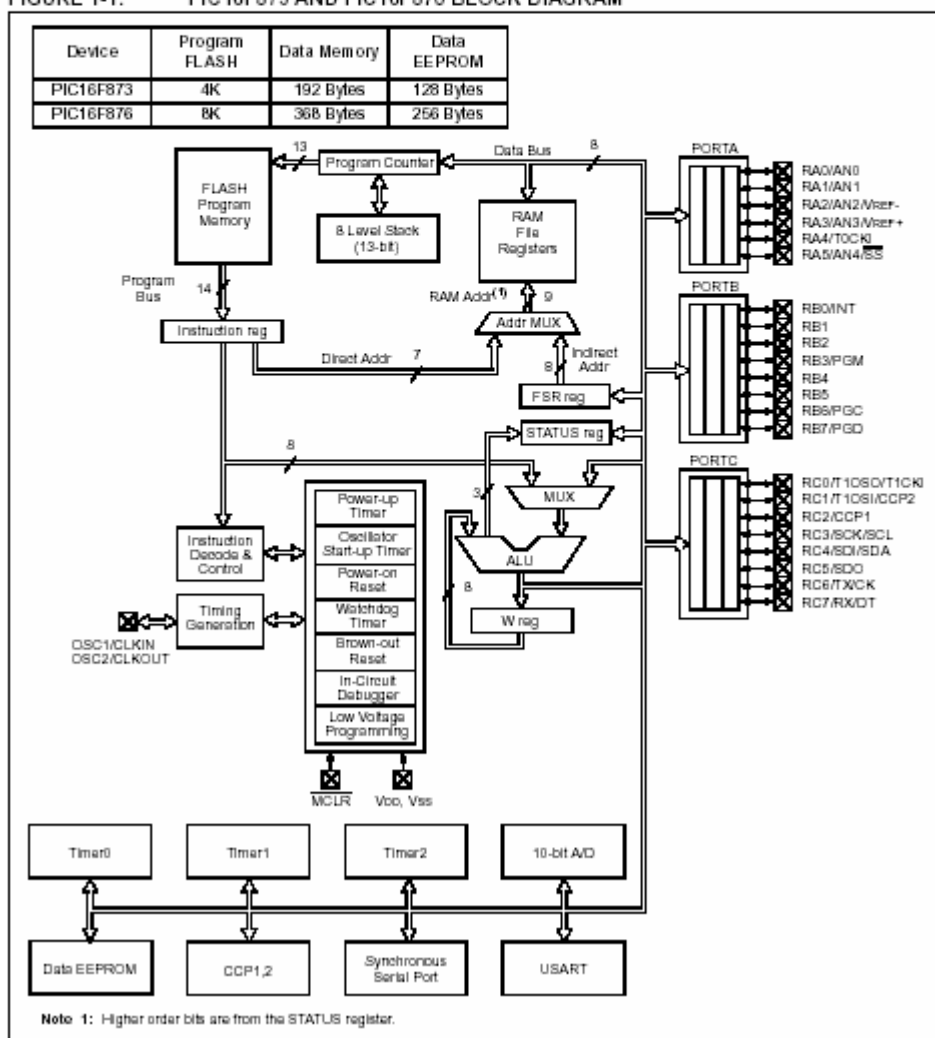 FIGURE 1-1: PIC16F873 AND PIC16F876 BLOCK DIAGRAM
Device Program FLASH Data Memory Data EEPROM
PIC16F873 4K 192 Bytes 128 Bytes
PIC16F876 8K 368 Bytes 256 Bytes
13
Program Counter
Data Bus
8
FLASH
Program
Memory
8 Level Stack
(13-bit)
RAM
File
Registers
Program
Bus
14
RAM Addr(1)
9
Addr MUX
Instruction reg
Direct Addr
7
8
Indirect
Addr
FSR reg
STATUS reg
8
3
MUX
ALU
8
W reg
Instruction
Decode &
Control
Timing
Generation
OSC1/CLKIN
OSC2/CLKOUT
Power-up
Timer
Oscillator
Start-up Timer
Power-on
Reset
Watchdog
Timer
Brown-out
Reset
In-Circuit
Debugger
Low Voltage
Programming
MCLR
VDD, VSS
PORTA
RA0/AN0
RA1/AN1
RA2/AN2/VREF-
RA3/AN3/VREF+
RA4/T0CKI
RA5/AN4/SS
PORTB
RB0/INT
RB1
RB2
RB3/PGM
RB4
RB5
RB6/PGC
RB7/PGD
PORTC
RC0/T1OSO/T1CKI
RC1/T1OSI/CCP2
RC2/CCP1
RC3/SCK/SCL
RC4/SDI/SDA
RC5/SDO
RC6/TX/CK
RC7/RX/DT
Timer0
Timer1
Timer2
10-bit A/D
Data EEPROM
CCP1,2
Synchronous
Serial Port
USART
Note 1: Higher order bits are from the STATUS register.